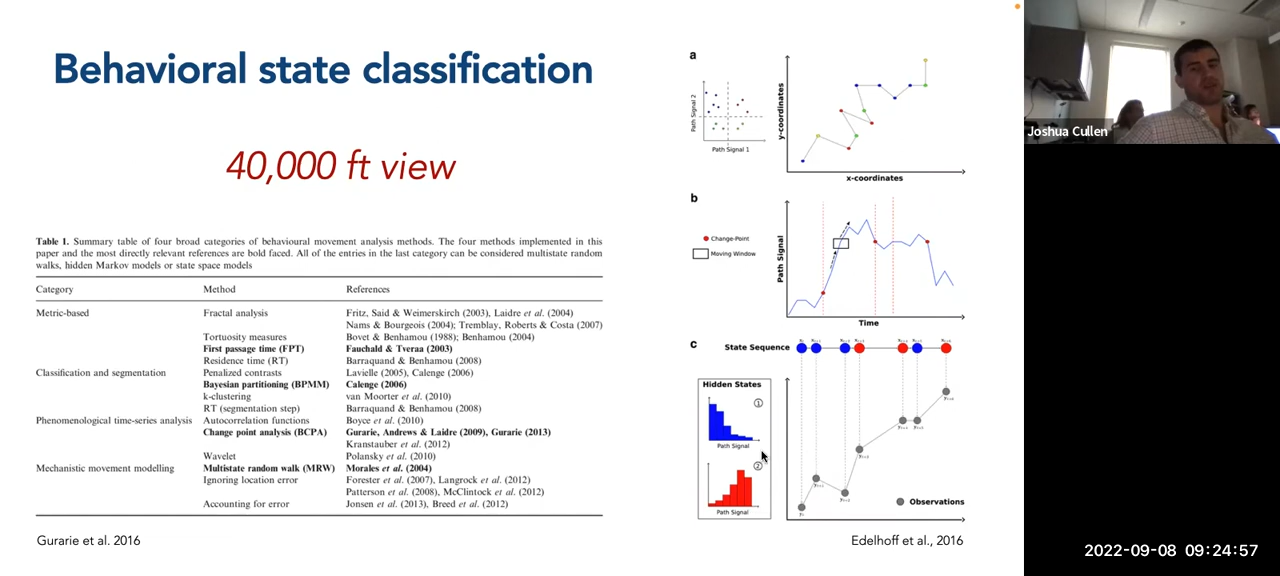 Behavioral state classification
40,000 ft view
Table 1. Summary table of four broad categories of behavioural movement analysis methods. The four methods implemented in this
paper and the most directly relevant references are bold faced. All of the entries in the last category can be considered multistate random
walks, hidden Markov models or state space models
Category Method References
Metric-based Fractal analysis Fritz, Said & Weimerskirch (2003), Laidre et al. (2004)
Nams & Bourgeois (2004); Tremblay, Roberts & Costa (2007)
Tortuosity measures Bovet & Benhamou (1988); Benhamou (2004)
First passage time (FPT) Fauchald & Tveraa (2003)
Residence time (RT) Barraquand & Benhamou (2008)
Classification and segmentation Penalized contrasts Lavielle (2005), Calenge (2006)
Bayesian partitioning (BPMM) Calenge (2006)
k-clustering van Moorter et al. (2010)
RT (segmentation step) Barraquand & Benhamou (2008)
Phenomenological time-series analysis Autocorrelation functions Boyce et al. (2010)
Change point analysis (BCPA) Gurarie, Andrews & Laidre (2009), Gurarie (2013)
Kranstauber et al. (2012)
Wavelet Polansky et al. (2010)
Mechanistic movement modelling Multistate random walk (MRW) Morales et al. (2004)
Ignoring location error Forester et al. (2007), Langrock et al. (2012)
Patterson et al. (2008), McClintock et al. (2012)
Accounting for error Jonsen et al. (2013), Breed et al. (2012)
Gurarie et al. 2016
a
Path Signal 2
Path Signal 1
y-coordinates
x-coordinates
b
Change-Point
Moving Window
Path Signal
Time
c
State Sequence
Hidden States
1
Path Signal
2
Path Signal
Observations
Edelhoff et al., 2016
Joshua Cullen
2022-09-08 09:24:57